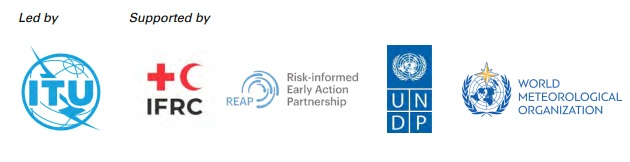 Led by
Supported by
ITU
IFRC
REAP
Risk-informed
Early Action
Partnership
U N
D P
WORLD
METEOROLOGICAL
ORGANIZATION